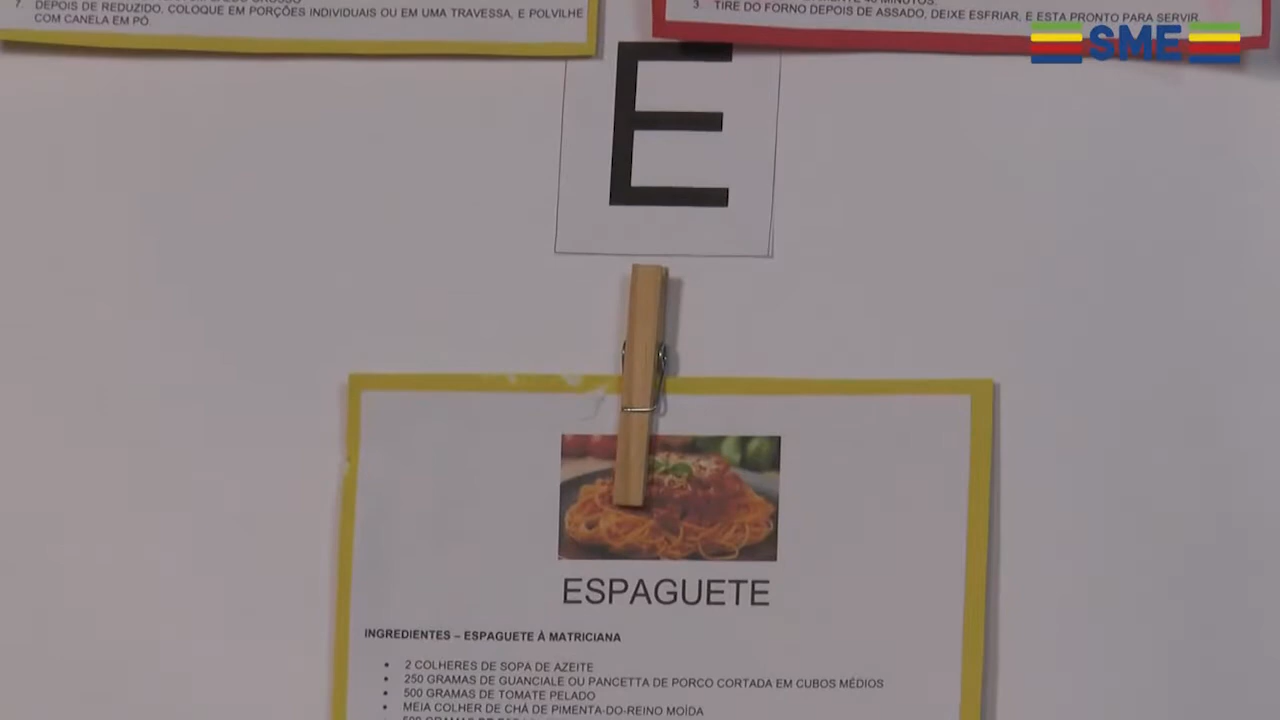 7. DEPOIS DE REDUZIDO, COLOQUE EM PORÇÕES INDIVIDUAIS OU EM UMA TRAVESSA, E POLVILHE
COM CANELA EM PÓ
3. TIRE DO FORNO DEPOIS DE ASSADO, DEIXE ESFRIAR, E ESTA PRONTO PARA SERVIR
SME
E
ESPAGUETE
INGREDIENTES – ESPAGUETE À MATRICIANA
• 2 COLHERES DE SOPA DE AZEITE
• 250 GRAMAS DE GUANCIALE OU PANCETTA DE PORCO CORTADA EM CUBOS MÉDIOS
• 500 GRAMAS DE TOMATE PELADO
• MEIA COLHER DE CHÁ DE PIMENTA-DO-REINO MOÍDA